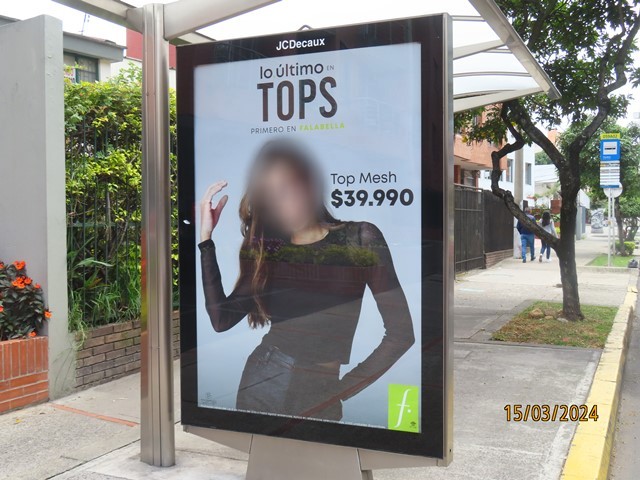 JCDecaux
lo último EN
TOPS
PRIMERO EN FALABELLA
Top Mesh
$39.990
f.
15/03/2024